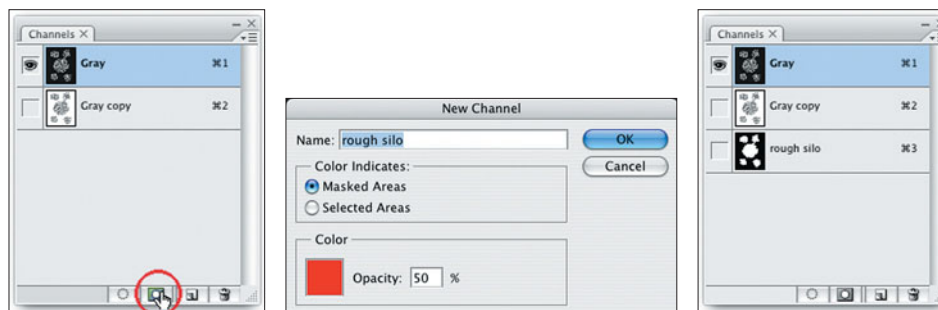 Channels ×
Gray ⌘1
Gray copy ⌘2
New Channel
Name: rough silo
OK
Color Indicates:
Cancel
Masked Areas
Selected Areas
Color
Opacity: 50 %
Channels ×
Gray ⌘1
Gray copy ⌘2
rough silo ⌘3